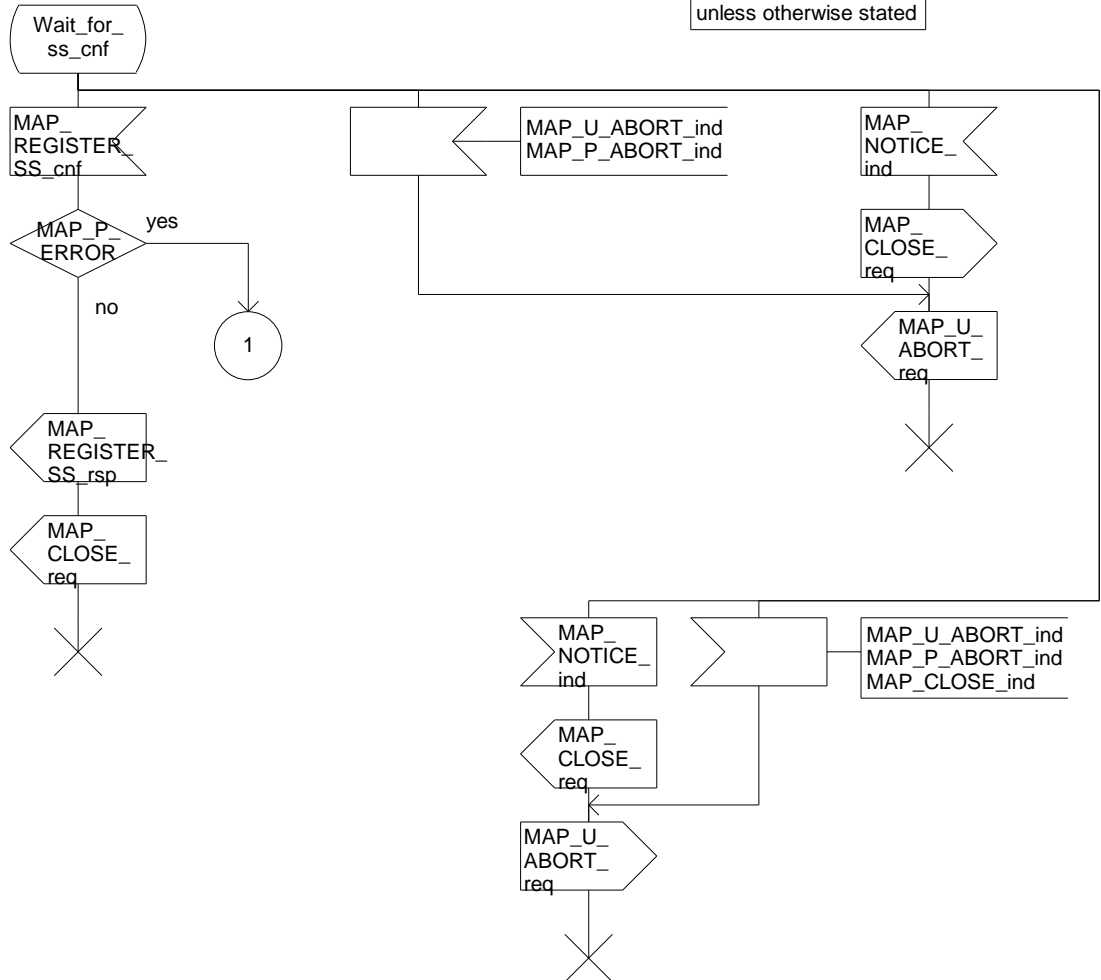 unless otherwise stated
Wait_for_
ss_cnf
MAP_
REGISTER_
SS_cnf
MAP_U_ABORT_ind
MAP_P_ABORT_ind
MAP_
NOTICE_
ind
MAP_P_
ERROR
yes
no
1
MAP_
CLOSE_
req
MAP_U_
ABORT_
req
MAP_
REGISTER_
SS_rsp
MAP_
CLOSE_
req
MAP_
NOTICE_
ind
MAP_U_ABORT_ind
MAP_P_ABORT_ind
MAP_CLOSE_ind
MAP_
CLOSE_
req
MAP_U_
ABORT_
req